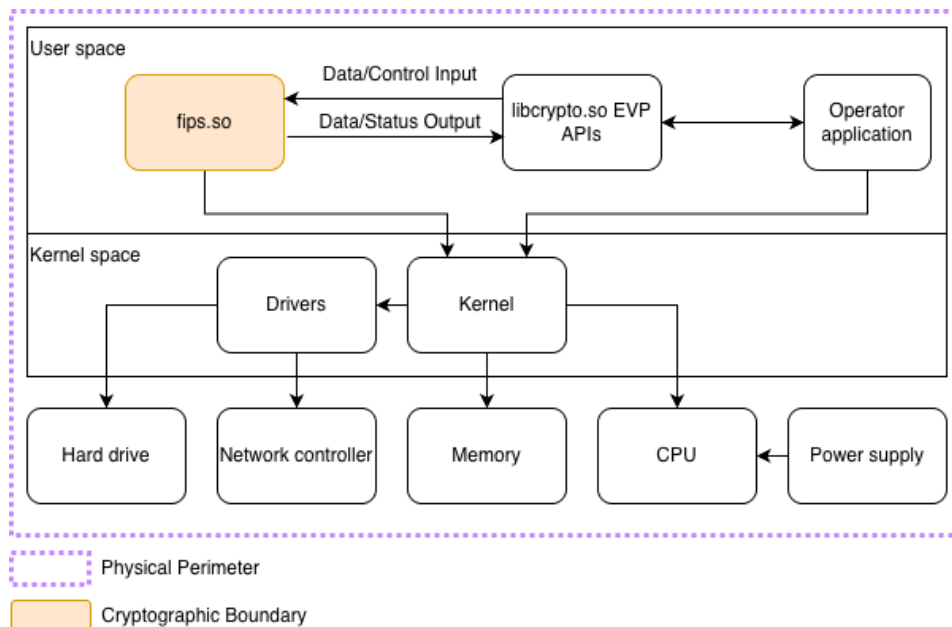 User space
Data/Control Input
fips.so
Data/Status Output
libcrypto.so EVP
APIs
Operator
application
Kernel space
Drivers
Kernel
Hard drive
Network controller
Memory
CPU
Power supply
Physical Perimeter
Cryptographic Boundary